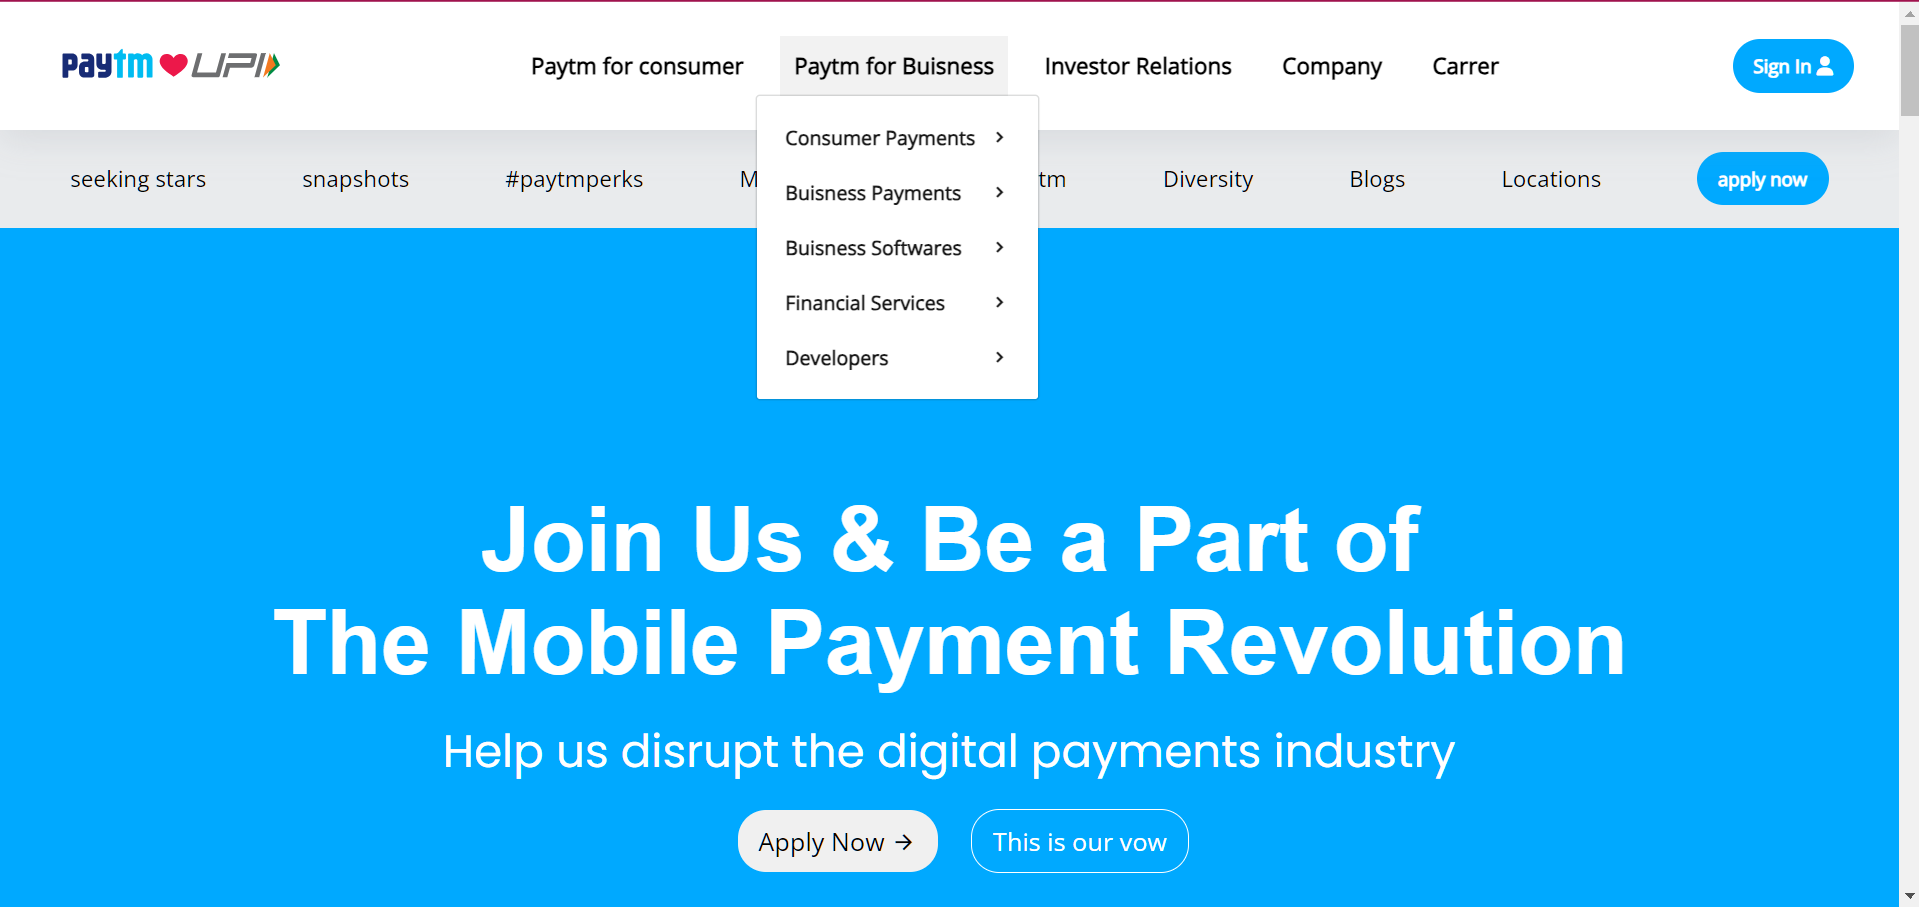 paytm UPI
Paytm for consumer
Paytm for Buisness
Investor Relations
Company
Carrer
Sign In
Consumer Payments
Buisness Payments
Buisness Softwares
Financial Services
Developers
seeking stars
snapshots
#paytmperks
M
tm
Diversity
Blogs
Locations
apply now
Join Us & Be a Part of
The Mobile Payment Revolution
Help us disrupt the digital payments industry
Apply Now →
This is our vow